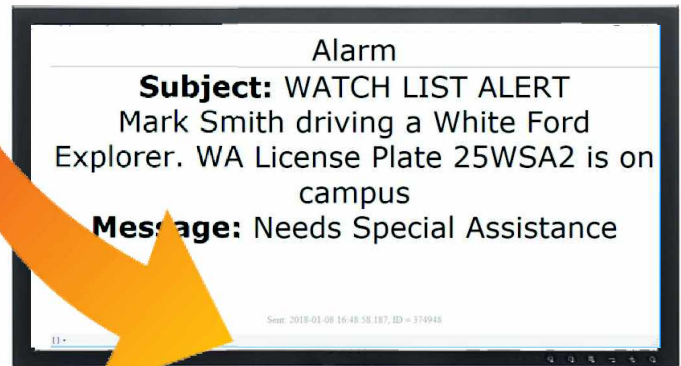 Alarm
Subject: WATCH LIST ALERT
Mark Smith driving a White Ford
Explorer. WA License Plate 25WSA2 is on
campus
Message: Needs Special Assistance
Sent: 2018-01-08 16:48:58.187, ID = 374948